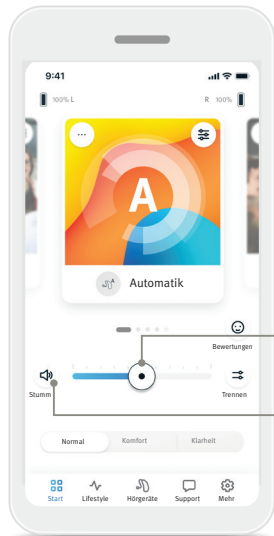 9:41
100% L
R 100%
A
Automatik
Bewertungen
Stumm
Trennen
Normal Komfort Klarheit
Start Lifestyle Hörgeräte Support Mehr